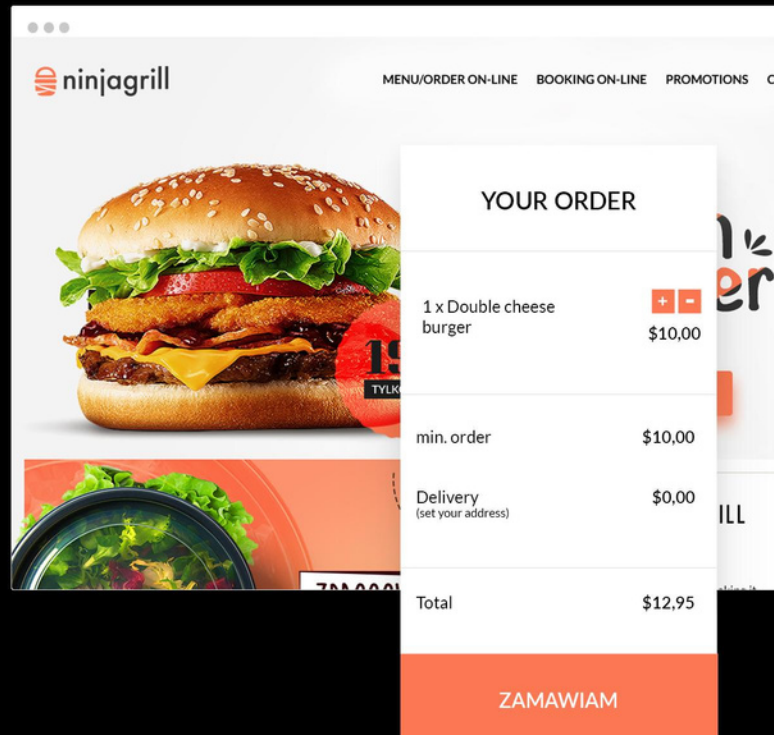 ninjagrill
MENU/ORDER ON-LINE BOOKING ON-LINE PROMOTIONS
YOUR ORDER
1 x Double cheese
burger
+ -
$10,00
min. order
$10,00
Delivery
$0,00
(set your address)
Total
$12,95
ZAMAWIAM